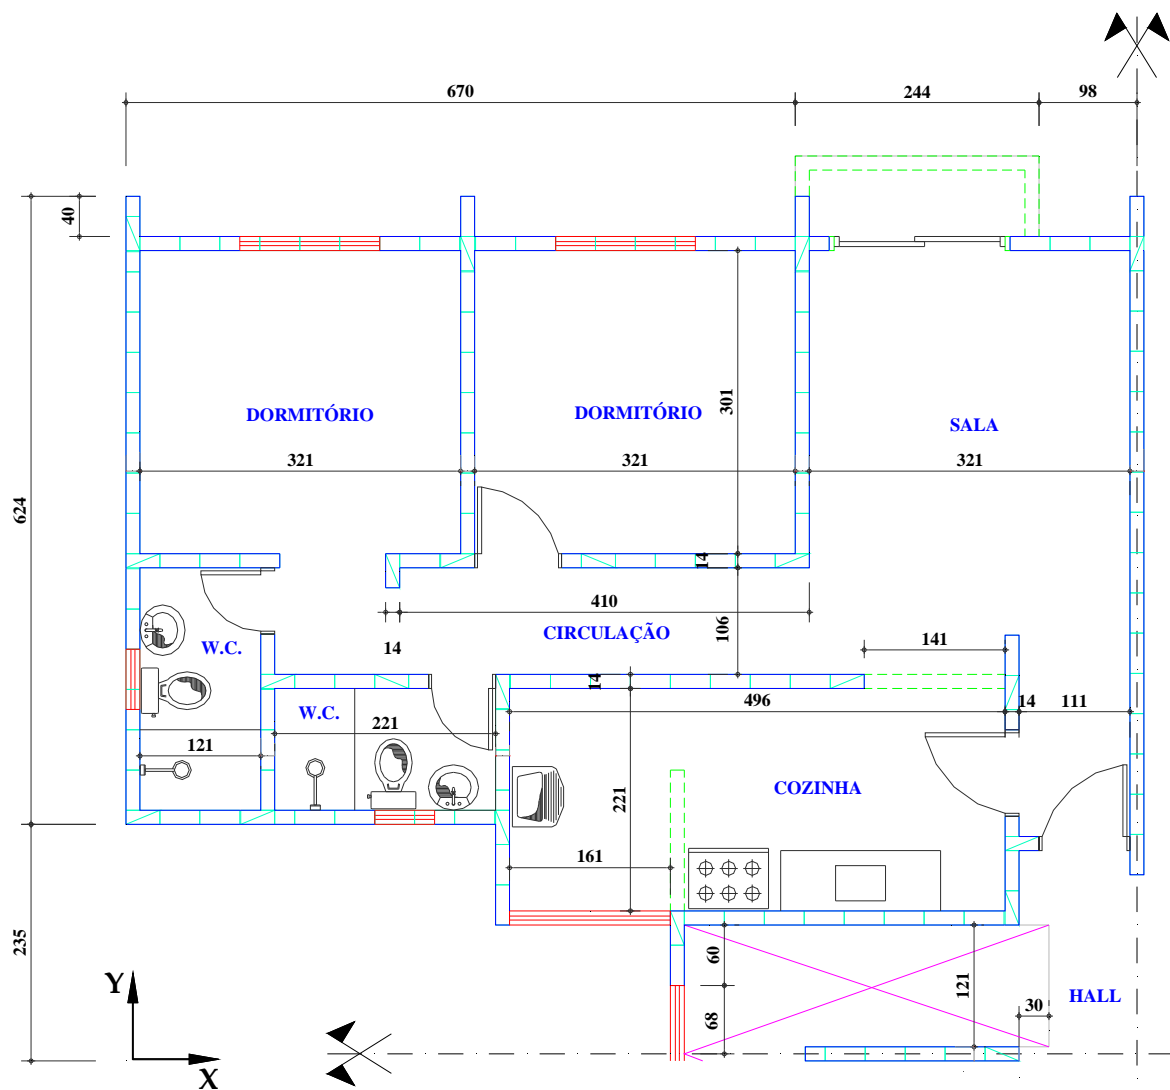 670
244
98
40
DORMITÓRIO
DORMITÓRIO
SALA
301
321
321
321
624
14
410
CIRCULAÇÃO
106
W.C.
14
141
14
W.C.
221
496
14
111
121
COZINHA
221
161
235
60
121
HALL
30
68
Y
X